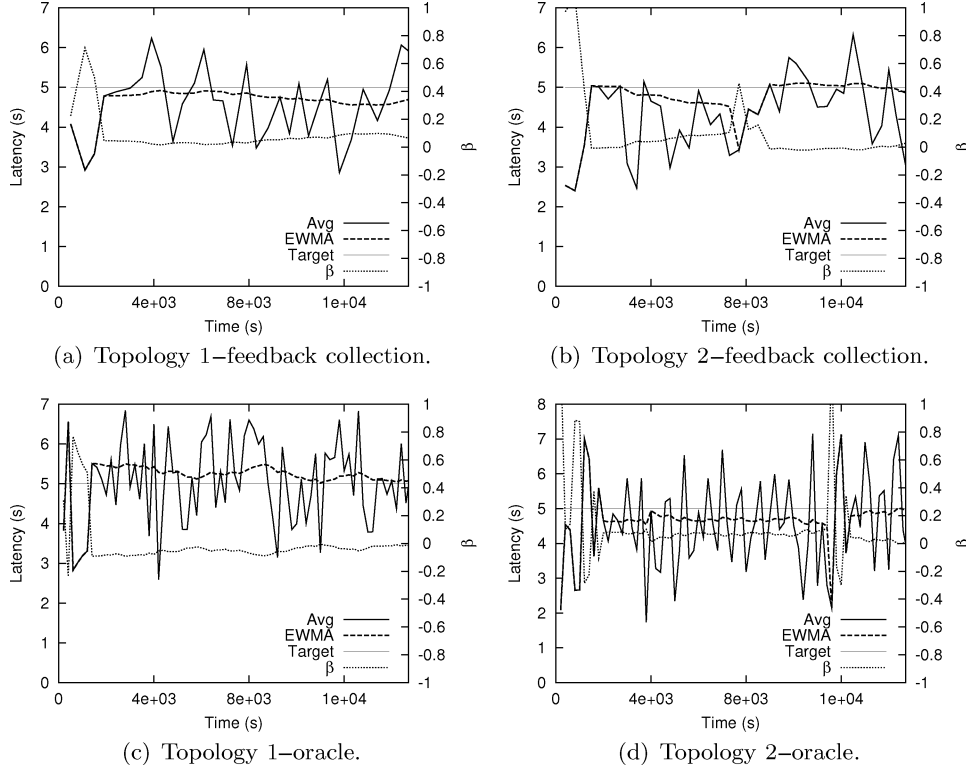 7
6
5
4
3
2
1
0
Latency (s)
1
0.8
0.6
0.4
0.2
0
-0.2
-0.4
-0.6
-0.8
-1
β
Avg
EWMA
Target
β
0 4e+03 8e+03 1e+04
Time (s)
(a) Topology 1–feedback collection.
7
6
5
4
3
2
1
0
Latency (s)
1
0.8
0.6
0.4
0.2
0
-0.2
-0.4
-0.6
-0.8
-1
β
Avg
EWMA
Target
β
0 4e+03 8e+03 1e+04
Time (s)
(b) Topology 2–feedback collection.
7
6
5
4
3
2
1
0
Latency (s)
1
0.8
0.6
0.4
0.2
0
-0.2
-0.4
-0.6
-0.8
-1
β
Avg
EWMA
Target
β
0 4e+03 8e+03 1e+04
Time (s)
(c) Topology 1–oracle.
8
7
6
5
4
3
2
1
0
Latency (s)
1
0.8
0.6
0.4
0.2
0
-0.2
-0.4
-0.6
-0.8
-1
β
Avg
EWMA
Target
β
0 4e+03 8e+03 1e+04
Time (s)
(d) Topology 2–oracle.